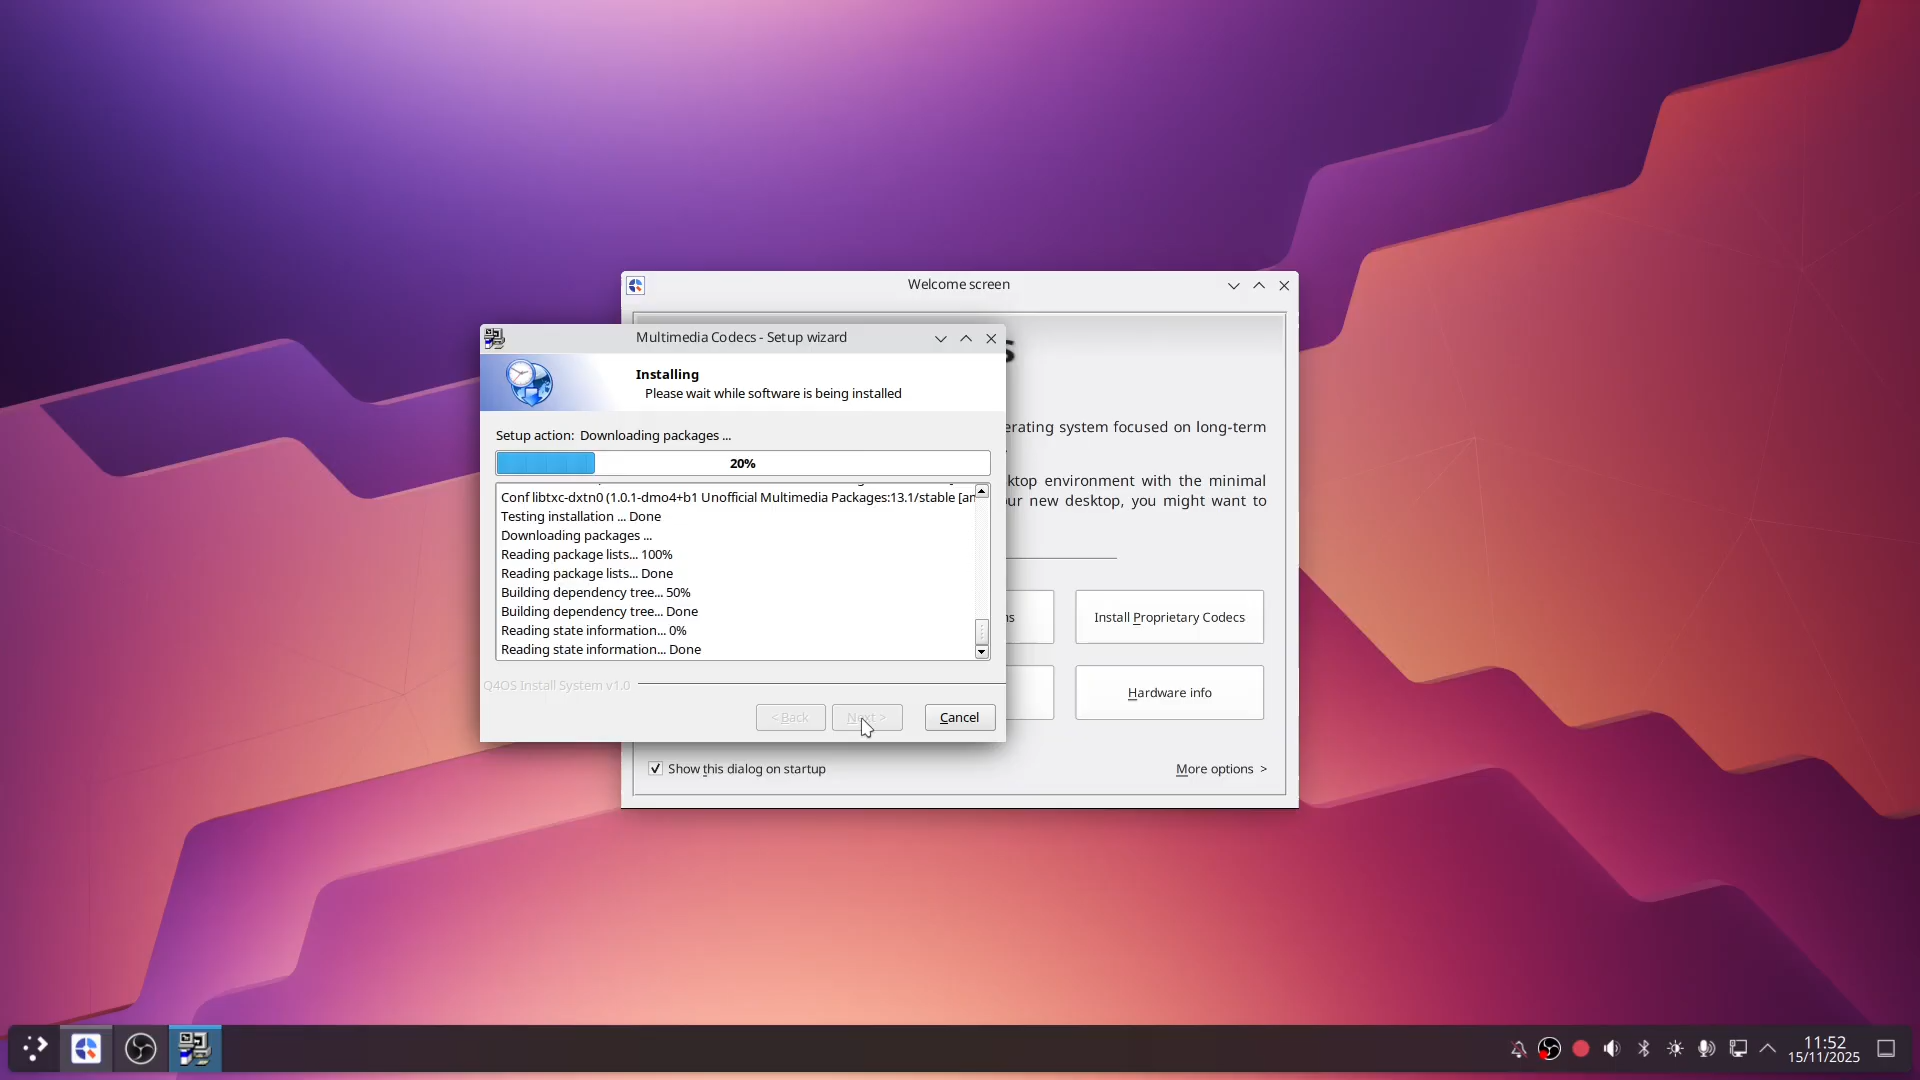 Welcome screen
Multimedia Codecs - Setup wizard
s
Installing
Please wait while software is being installed
erating system focused on long-term
Setup action: Downloading packages ...
20%
ktop environment with the minimal
ur new desktop, you might want to
Conf libtxc-dxtn0 (1.0.1-dmo4+b1 Unofficial Multimedia Packages:13.1/stable [an
Testing installation ... Done
Downloading packages ...
Reading package lists... 100%
Reading package lists... Done
Building dependency tree... 50%
Building dependency tree... Done
Reading state information... 0%
Reading state information... Done
ns
Install Proprietary Codecs
Hardware info
Q4OS Install System v1.0
< Back
Next >
Cancel
Show this dialog on startup
More options >
11:52
15/11/2025